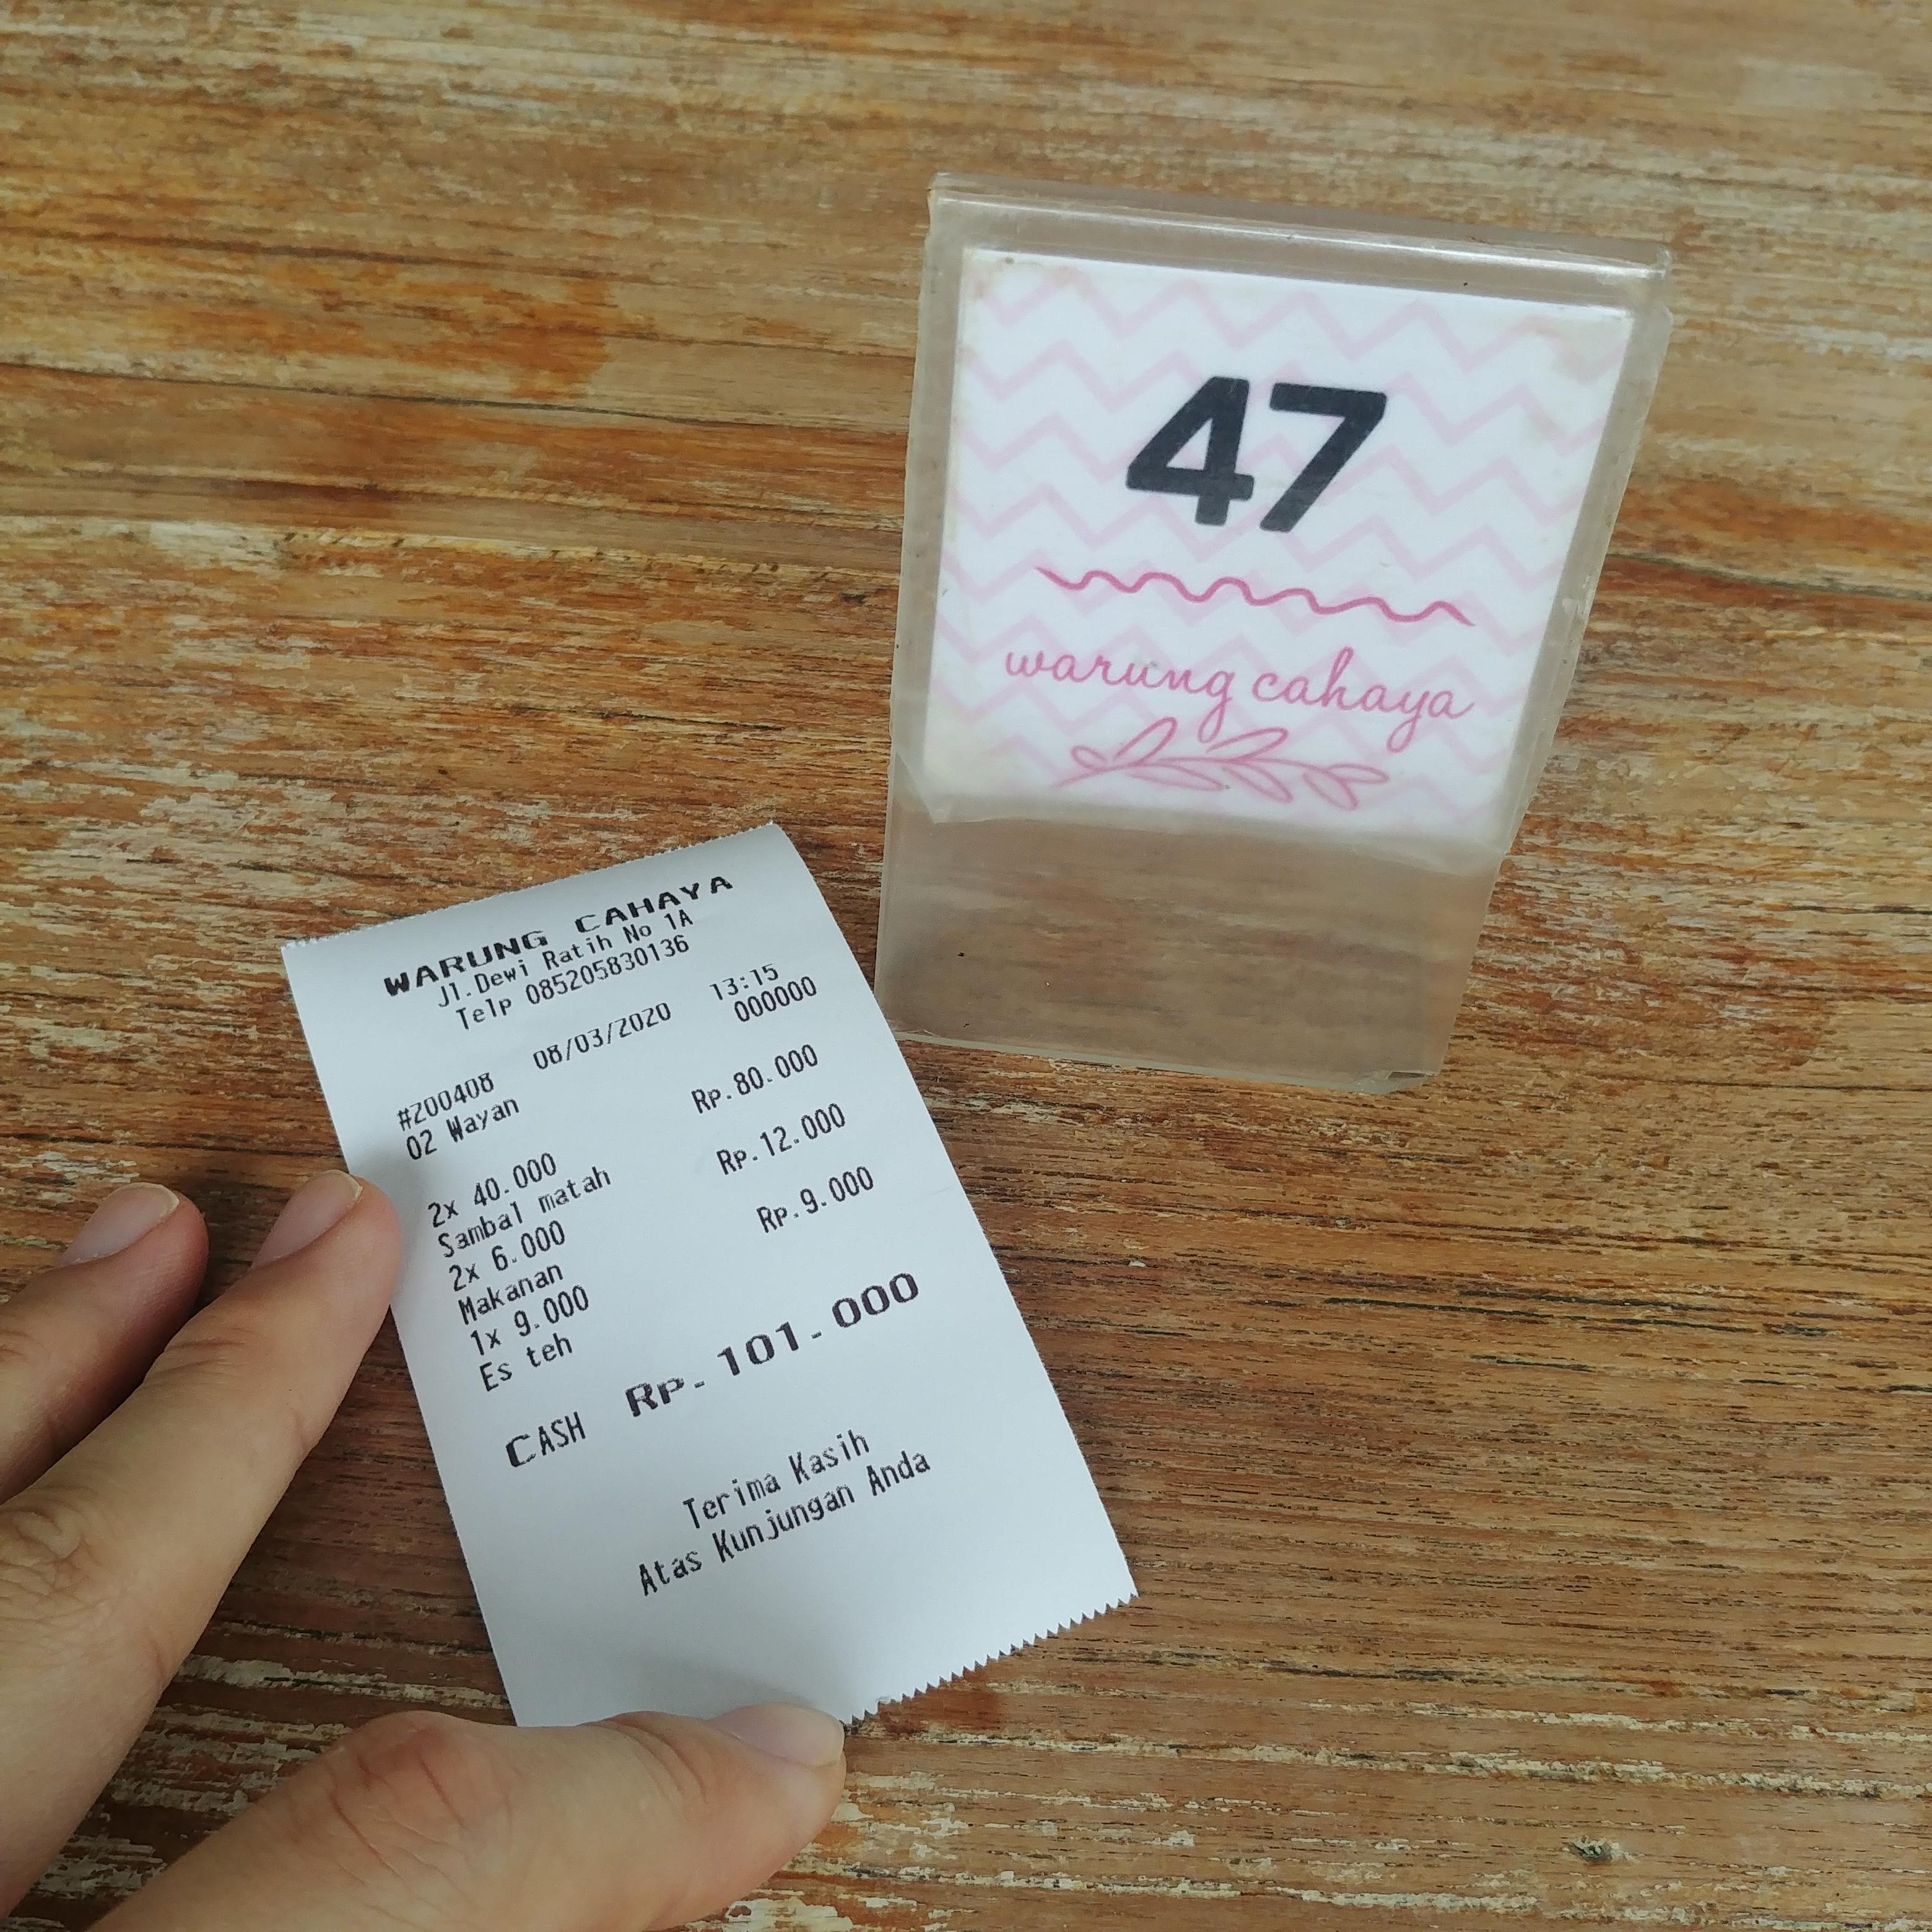 47
warung cahaya
WARUNG CAHAYA
Jl.Dewi Ratih No 1A
Telp 085205830136
#200408 08/03/2020 13:15
02 Wayan 000000
2x 40.000 Rp.80.000
Sambal matah
2x 6.000 Rp.12.000
Makanan
1x 9.000 Rp.9.000
Es teh
CASH Rp.101.000
Terima Kasih
Atas Kunjungan Anda